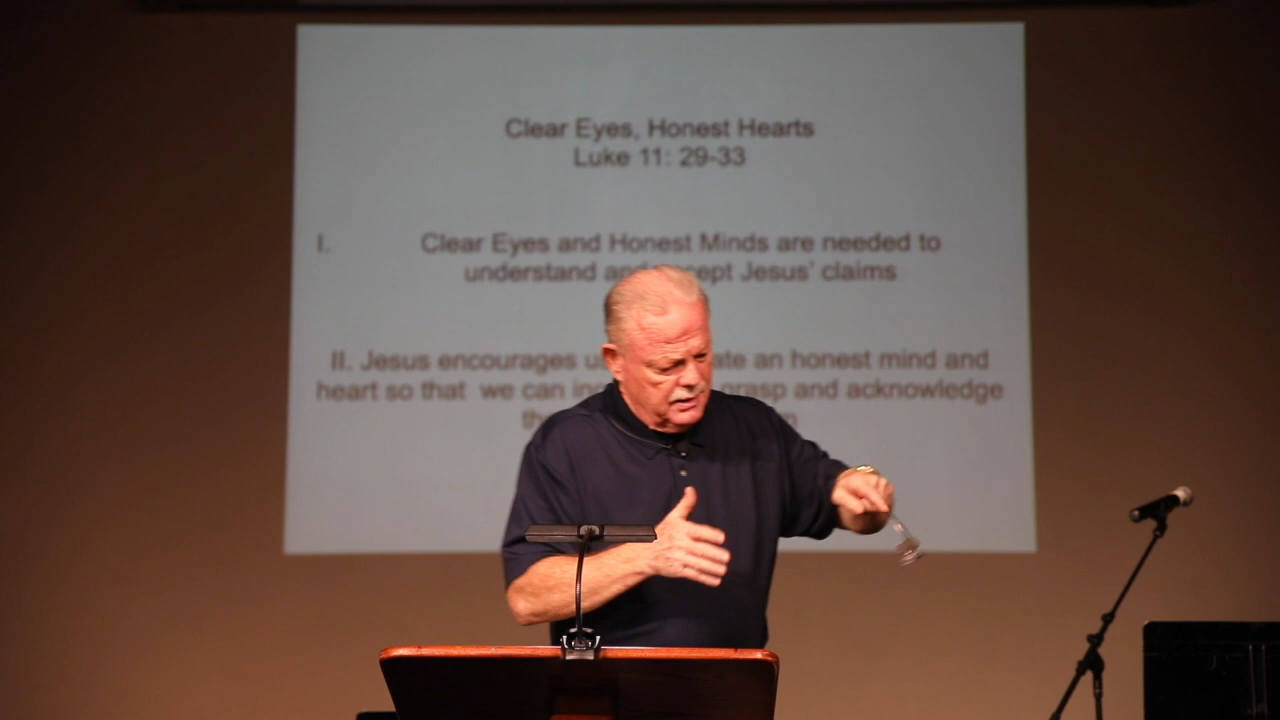 Clear Eyes, Honest Hearts
Luke 11: 29-33
I. Clear Eyes and Honest Minds are needed to
understand and Jesus' claims
II. Jesus encourages an honest mind and
heart so that we can grasp and acknowledge